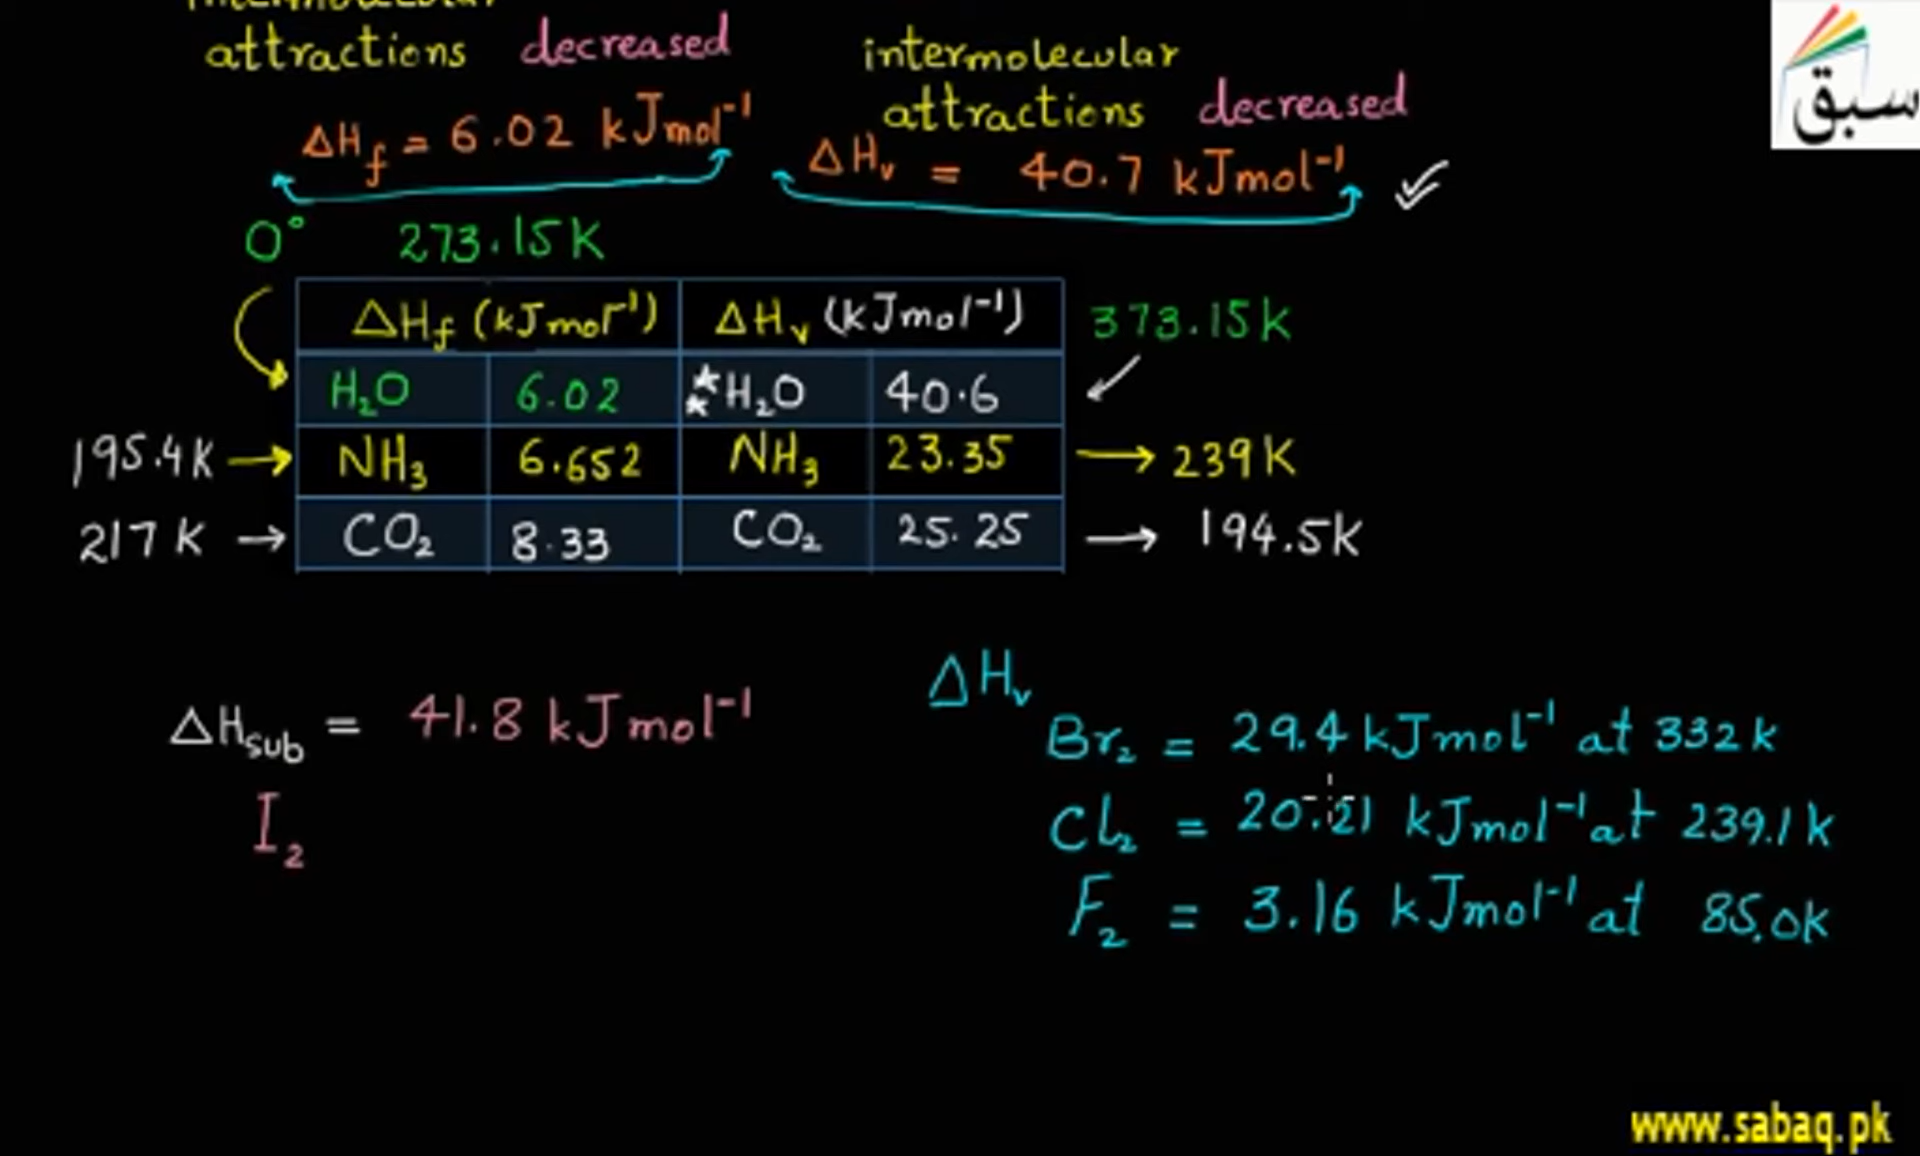 intermolecular
attractions decreased
intermolecular
attractions decreased
سبق
ΔHf = 6.02 kJmol⁻¹
ΔHv = 40.7 kJmol⁻¹
0° 273.15K
ΔHf (kJmol⁻¹) ΔHv (kJmol⁻¹) 373.15K
H₂O 6.02 H₂O 40.6
195.4K → NH₃ 6.652 NH₃ 23.35 → 239K
217K → CO₂ 8.33 CO₂ 25.25 → 194.5K
ΔHsub = 41.8 kJmol⁻¹
I₂
ΔHv
Br₂ = 29.4 kJmol⁻¹ at 332k
Cl₂ = 20.21 kJmol⁻¹ at 239.1k
F₂ = 3.16 kJmol⁻¹ at 85.0k
www.sabaq.pk